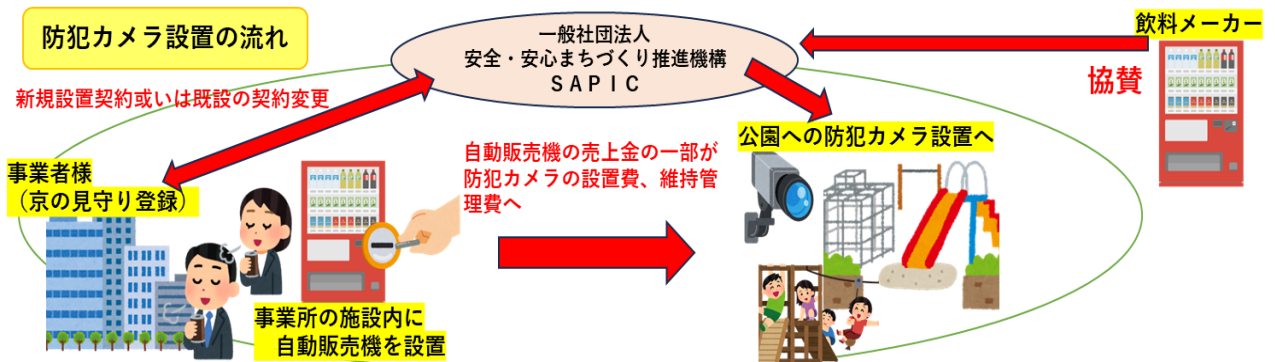 防犯カメラ設置の流れ
一般社団法人
安全・安心まちづくり推進機構
ＳＡＰＩＣ
飲料メーカー
協賛
新規設置契約或いは既設の契約変更
事業者様
（京の見守り登録）
自動販売機の売上金の一部が
防犯カメラの設置費、維持管
理費へ
公園への防犯カメラ設置へ
事業所の施設内に
自動販売機を設置